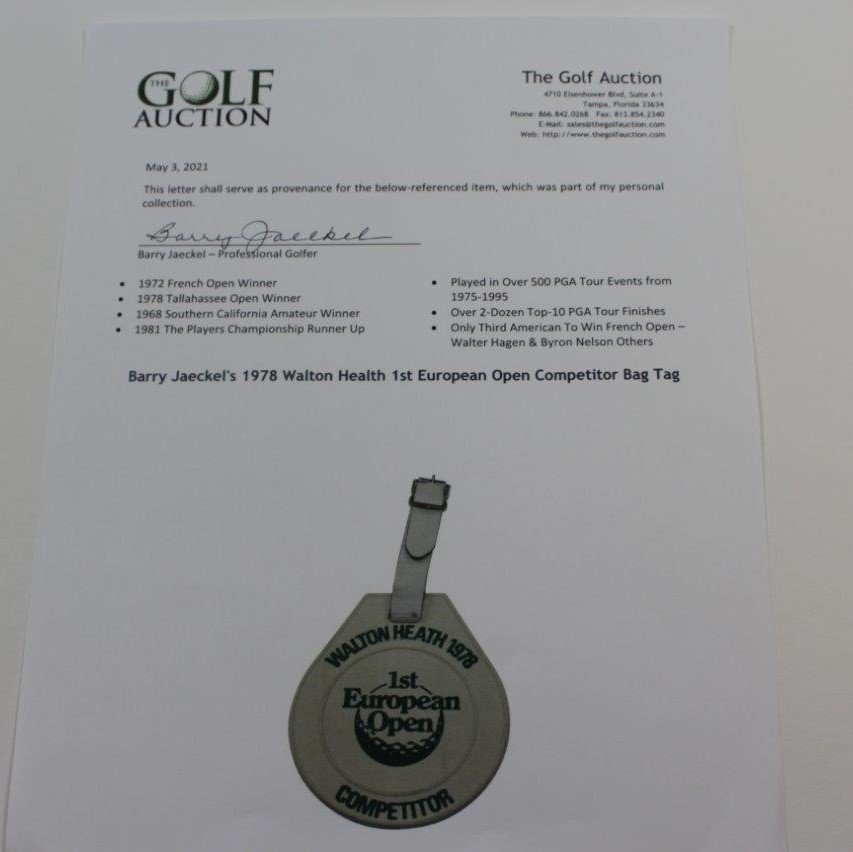 THE
GOLF
AUCTION
The Golf Auction
4710 Eisenhower Blvd, Suite A-1
Tampa, Florida 33634
Phone: 866.842.0268 Fax: 813.854.2340
E-Mail: sales@thegolfauction.com
Web: http://www.thegolfauction.com
May 3, 2021
This letter shall serve as provenance for the below-referenced item, which was part of my personal
collection.
Barry Jaeckel
Barry Jaeckel – Professional Golfer
• 1972 French Open Winner
• 1978 Tallahassee Open Winner
• 1968 Southern California Amateur Winner
• 1981 The Players Championship Runner Up
• Played in Over 500 PGA Tour Events from
1975-1995
• Over 2-Dozen Top-10 PGA Tour Finishes
• Only Third American To Win French Open –
Walter Hagen & Byron Nelson Others
Barry Jaeckel's 1978 Walton Health 1st European Open Competitor Bag Tag
WALTON HEATH 1978
1st
European
Open
COMPETITOR